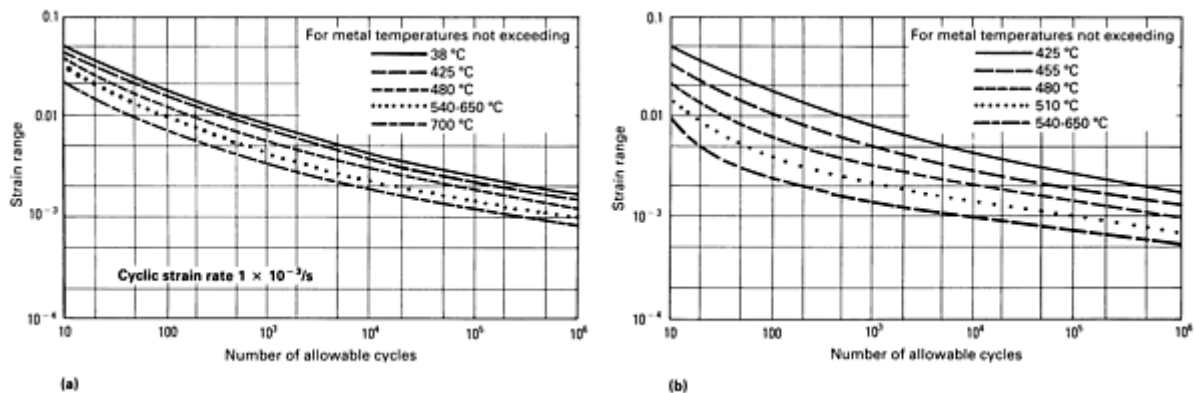 0.1
0.01
10⁻³
10⁻⁴
Strain range
For metal temperatures not exceeding
38 °C
425 °C
480 °C
540-650 °C
700 °C
Cyclic strain rate 1 × 10⁻³/s
10 100 10³ 10⁴ 10⁵ 10⁶
Number of allowable cycles
(a)
0.1
0.01
10⁻³
10⁻⁴
Strain range
For metal temperatures not exceeding
425 °C
455 °C
480 °C
510 °C
540-650 °C
10 100 10³ 10⁴ 10⁵ 10⁶
Number of allowable cycles
(b)